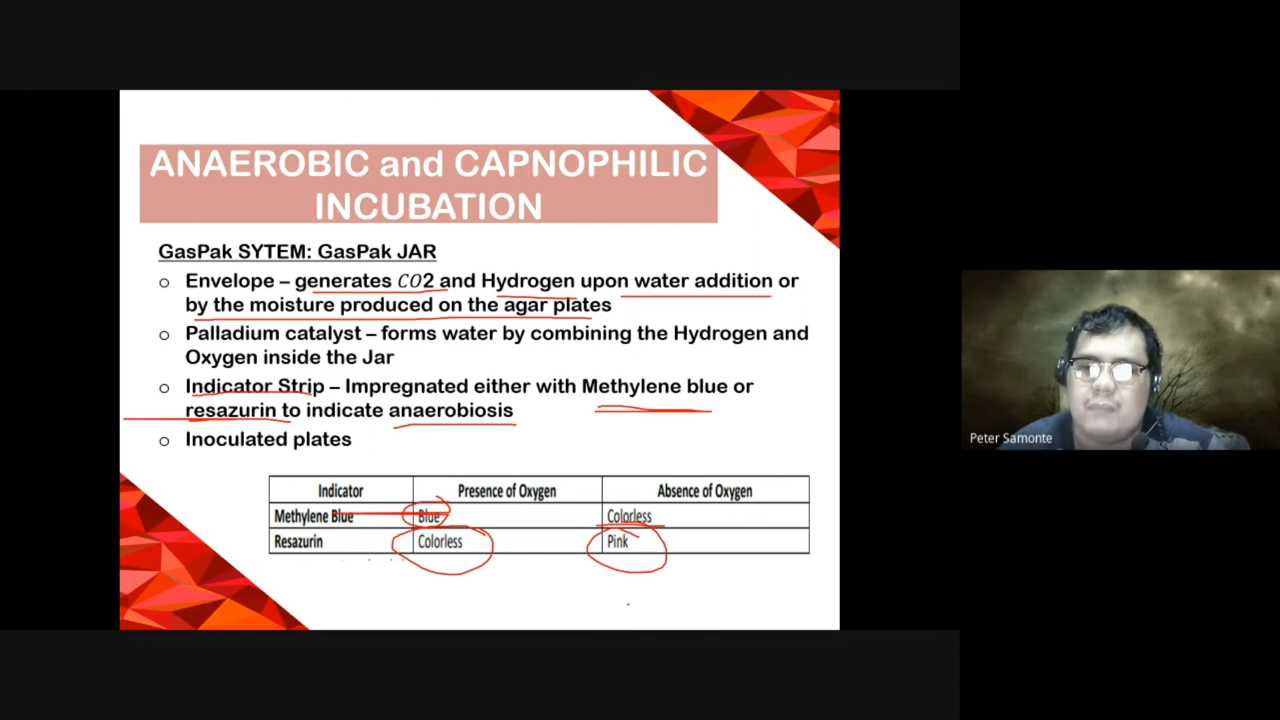 ANAEROBIC and CAPNOPHILIC
INCUBATION
GasPak SYTEM: GasPak JAR
o Envelope – generates CO2 and Hydrogen upon water addition or
by the moisture produced on the agar plates
o Palladium catalyst – forms water by combining the Hydrogen and
Oxygen inside the Jar
o Indicator Strip – Impregnated either with Methylene blue or
resazurin to indicate anaerobiosis
o Inoculated plates
Indicator Presence of Oxygen Absence of Oxygen
Methylene Blue Blue Colorless
Resazurin Colorless Pink
Peter Samonte